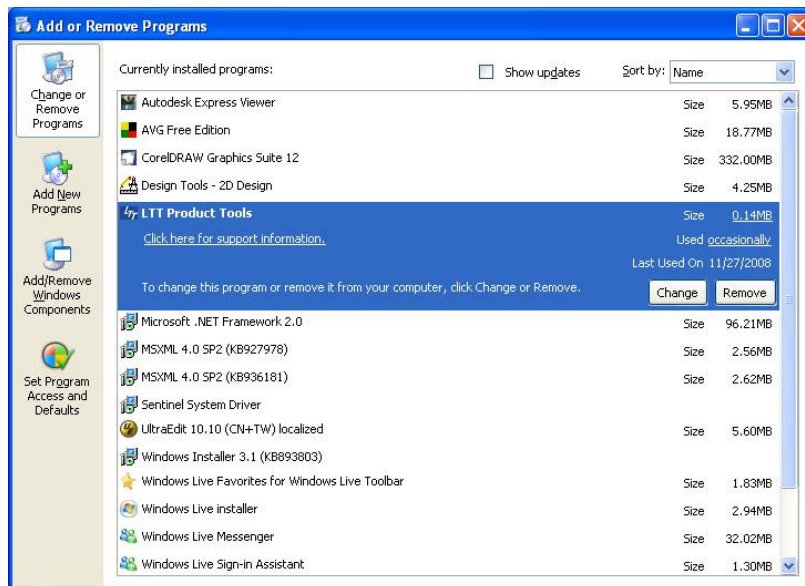 Add or Remove Programs
Change or
Remove
Programs
Add New
Programs
Add/Remove
Windows
Components
Set Program
Access and
Defaults
Currently installed programs:
Show updates
Sort by: Name
Autodesk Express Viewer Size 5.95MB
AVG Free Edition Size 18.77MB
CorelDRAW Graphics Suite 12 Size 332.00MB
Design Tools - 2D Design Size 4.25MB
LTT Product Tools Size 0.14MB
Click here for support information. Used occasionally
Last Used On 11/27/2008
To change this program or remove it from your computer, click Change or Remove. Change Remove
Microsoft .NET Framework 2.0 Size 96.21MB
MSXML 4.0 SP2 (KB927978) Size 2.56MB
MSXML 4.0 SP2 (KB936181) Size 2.62MB
Sentinel System Driver
UltraEdit 10.10 (CN+TW) localized Size 5.60MB
Windows Installer 3.1 (KB893803)
Windows Live Favorites for Windows Live Toolbar Size 1.83MB
Windows Live installer Size 2.94MB
Windows Live Messenger Size 32.02MB
Windows Live Sign-in Assistant Size 1.30MB